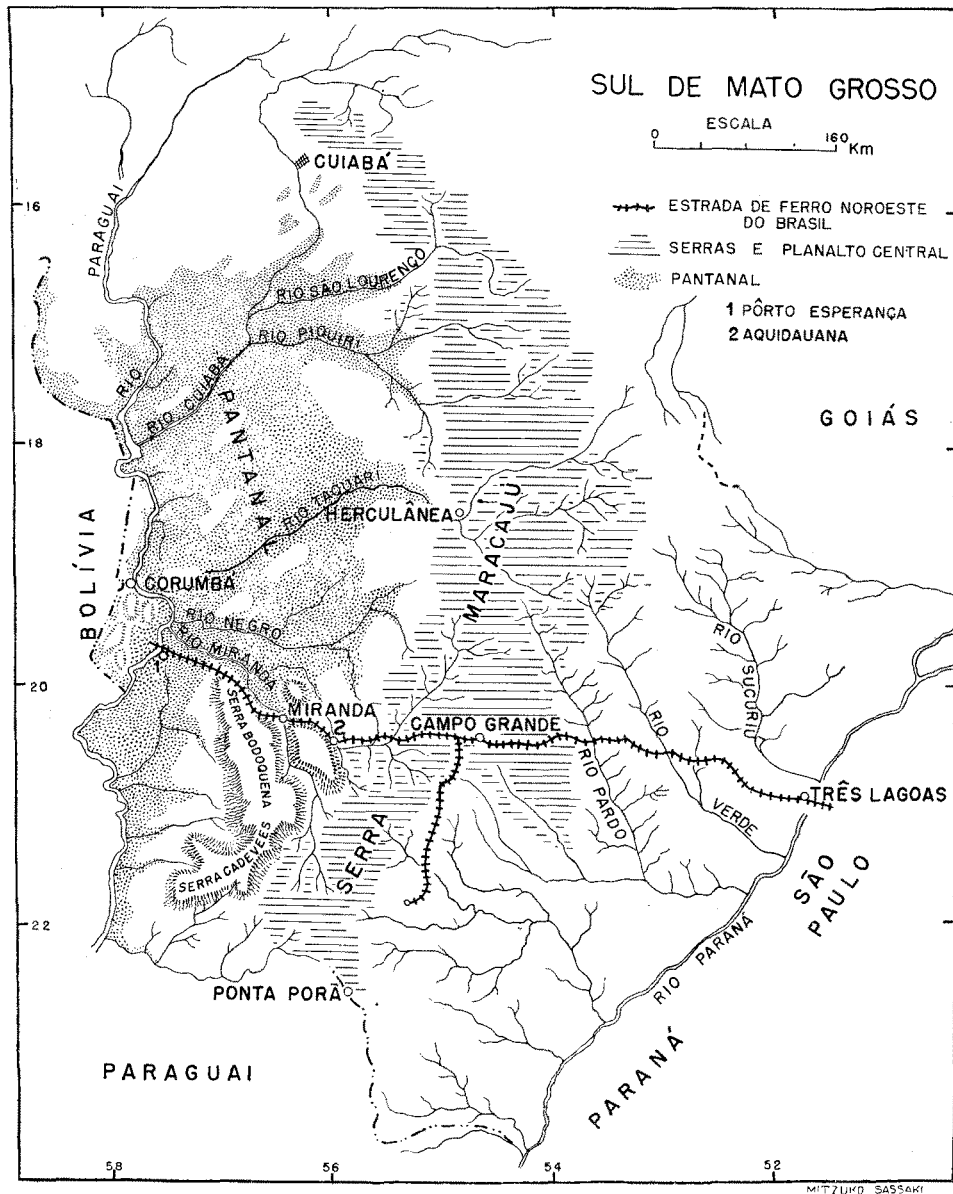 SUL DE MATO GROSSO
ESCALA
0 160 Km
ESTRADA DE FERRO NOROESTE
DO BRASIL
SERRAS E PLANALTO CENTRAL
PANTANAL
1 PÔRTO ESPERANÇA
2 AQUIDAUANA
CUIABÁ
16
PARAGUAI
RIO SÃO LOURENÇO
RIO PIQUIRI
RIO
RIO CUIABÁ
PANTANAL
GOIÁS
18
RIO TAQUARI
HERCULÂNEA
MARACAJÚ
BOLÍVIA
CORUMBÁ
RIO NEGRO
RIO MIRANDA
RIO
SUCURIU
20
1
MIRANDA
2
CAMPO GRANDE
SERRA BODOQUENA
RIO
VERDE
RIO PARDO
TRÊS LAGOAS
SERRA
SERRA CADEVEES
SÃO
PAULO
22
RIO PARANÁ
PONTA PORÃ
PARAGUAI
PARANÁ
58
56
54
52
MITZUKO SASSAKI